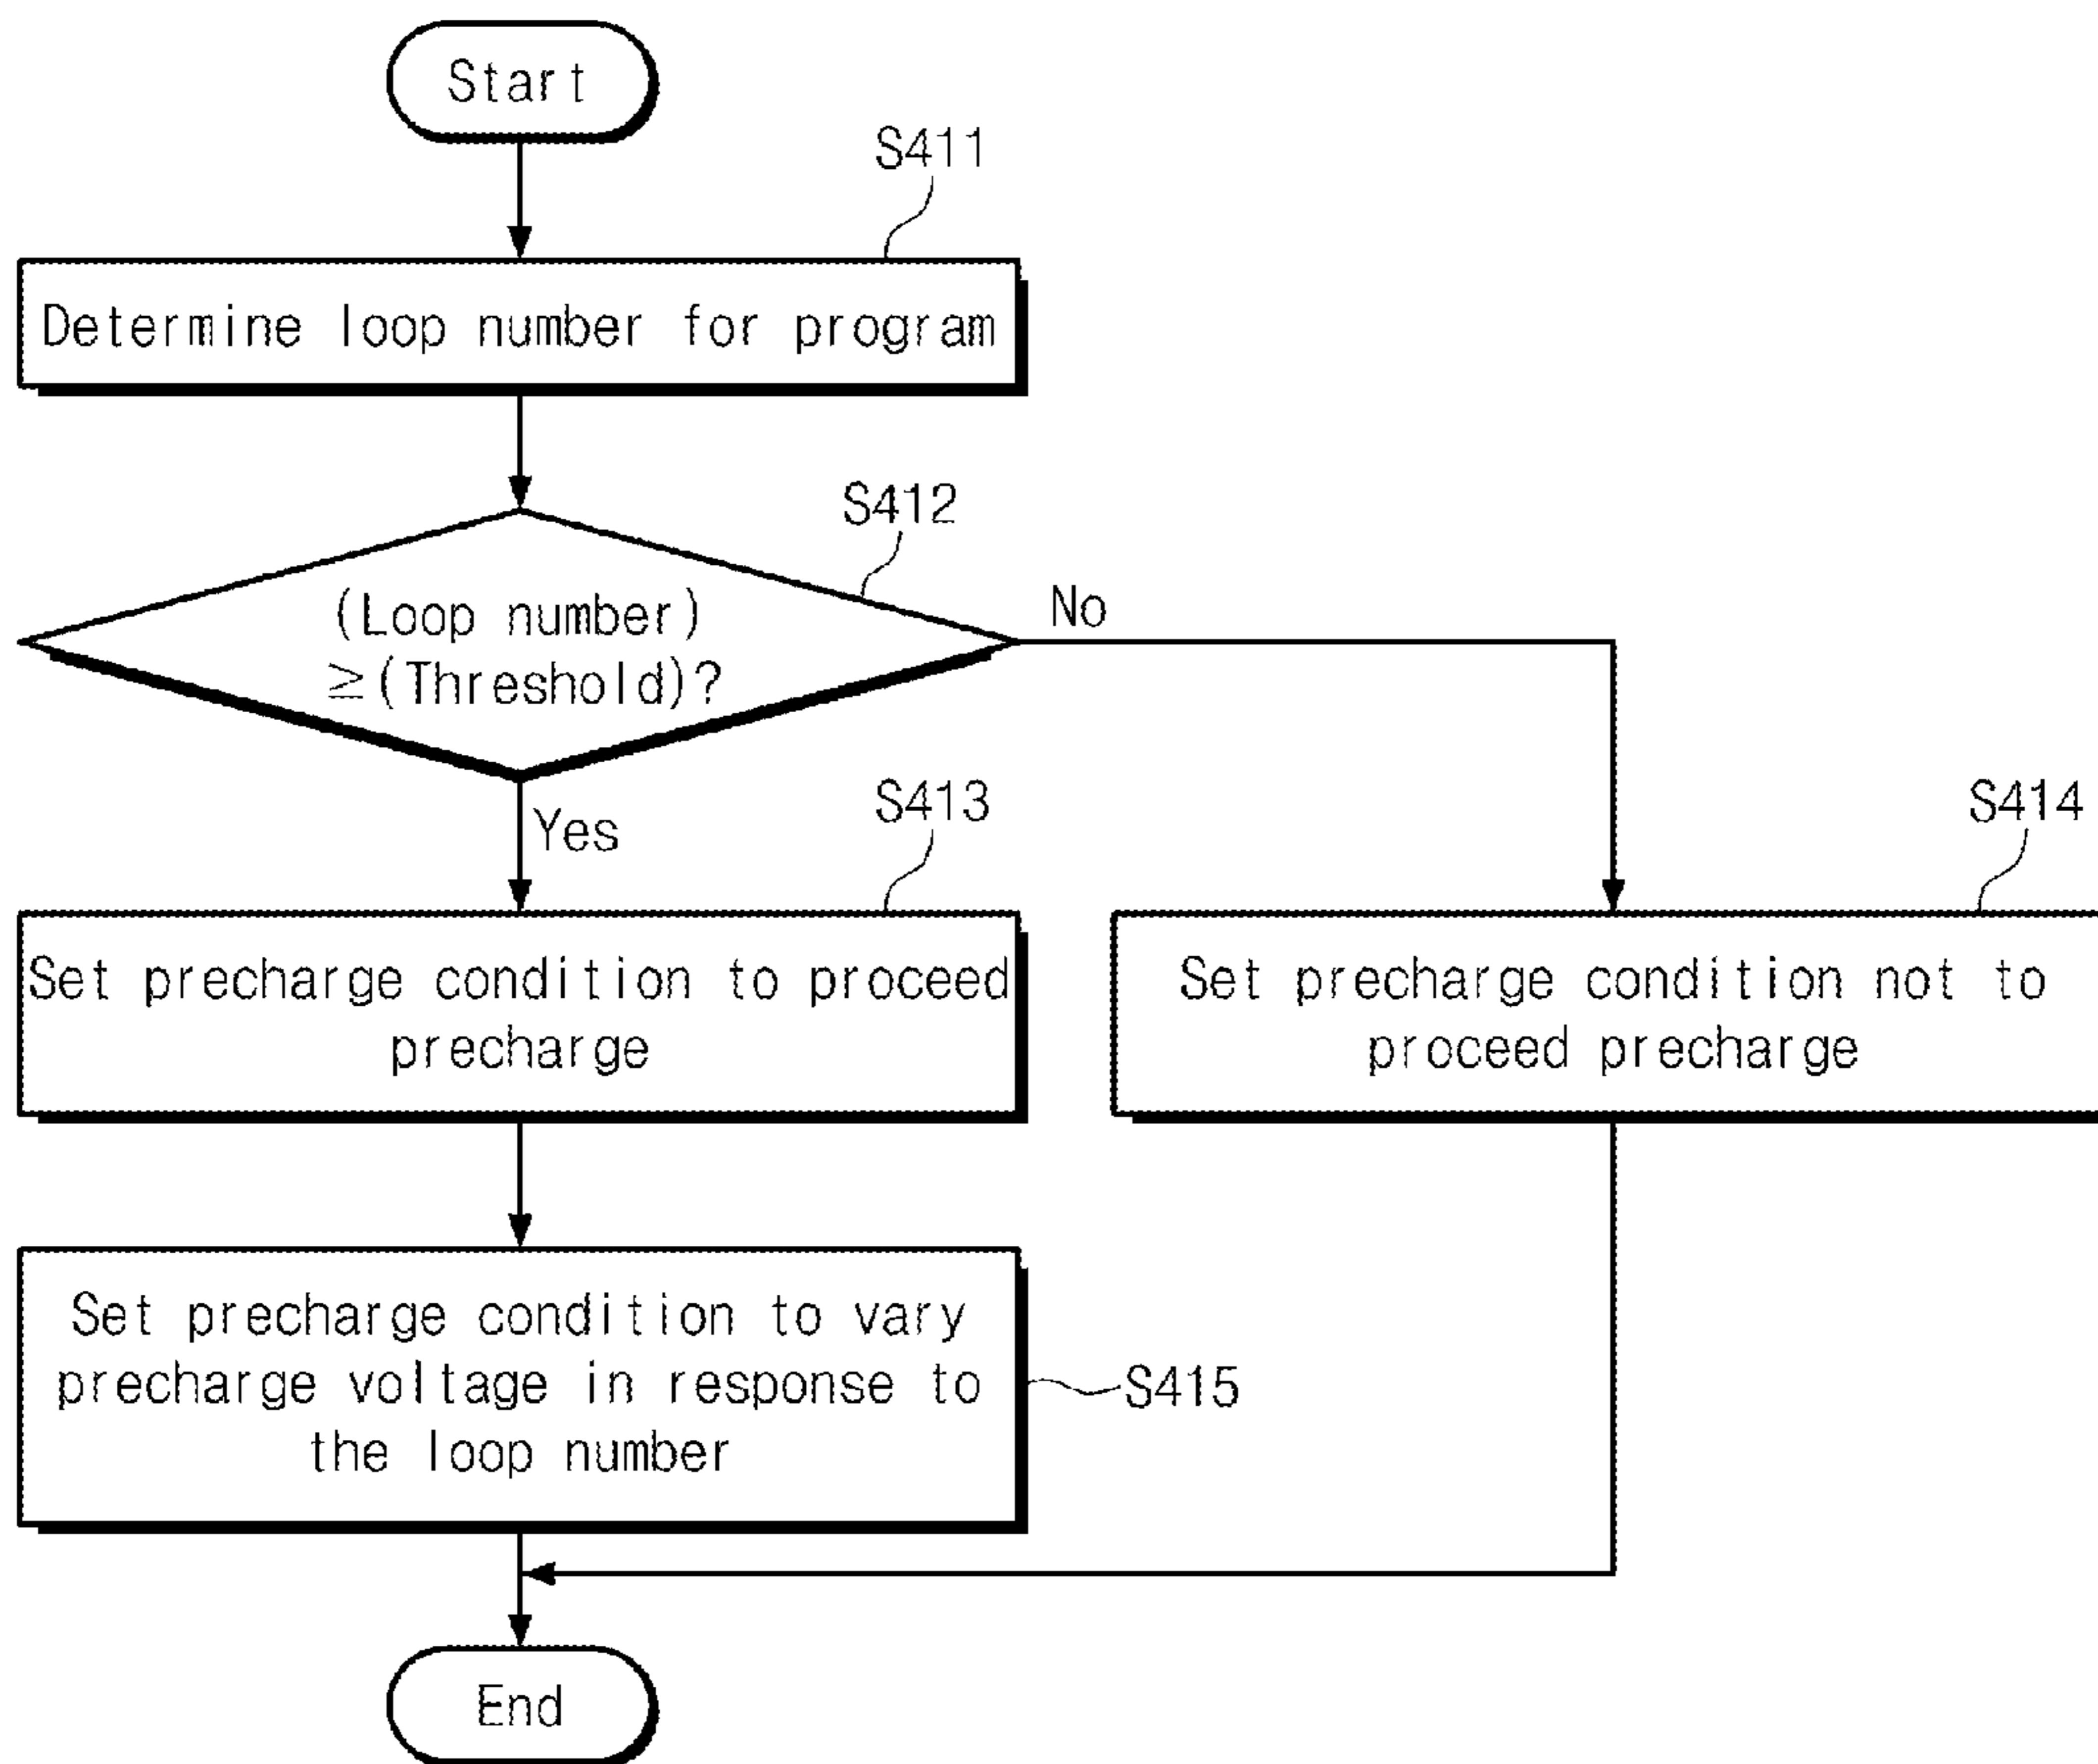 Start
S411
Determine loop number for program
S412
(Loop number)
≧(Threshold)?
No
Yes
S413
S414
Set precharge condition to proceed
precharge
Set precharge condition not to
proceed precharge
Set precharge condition to vary
precharge voltage in response to
the loop number
S415
End